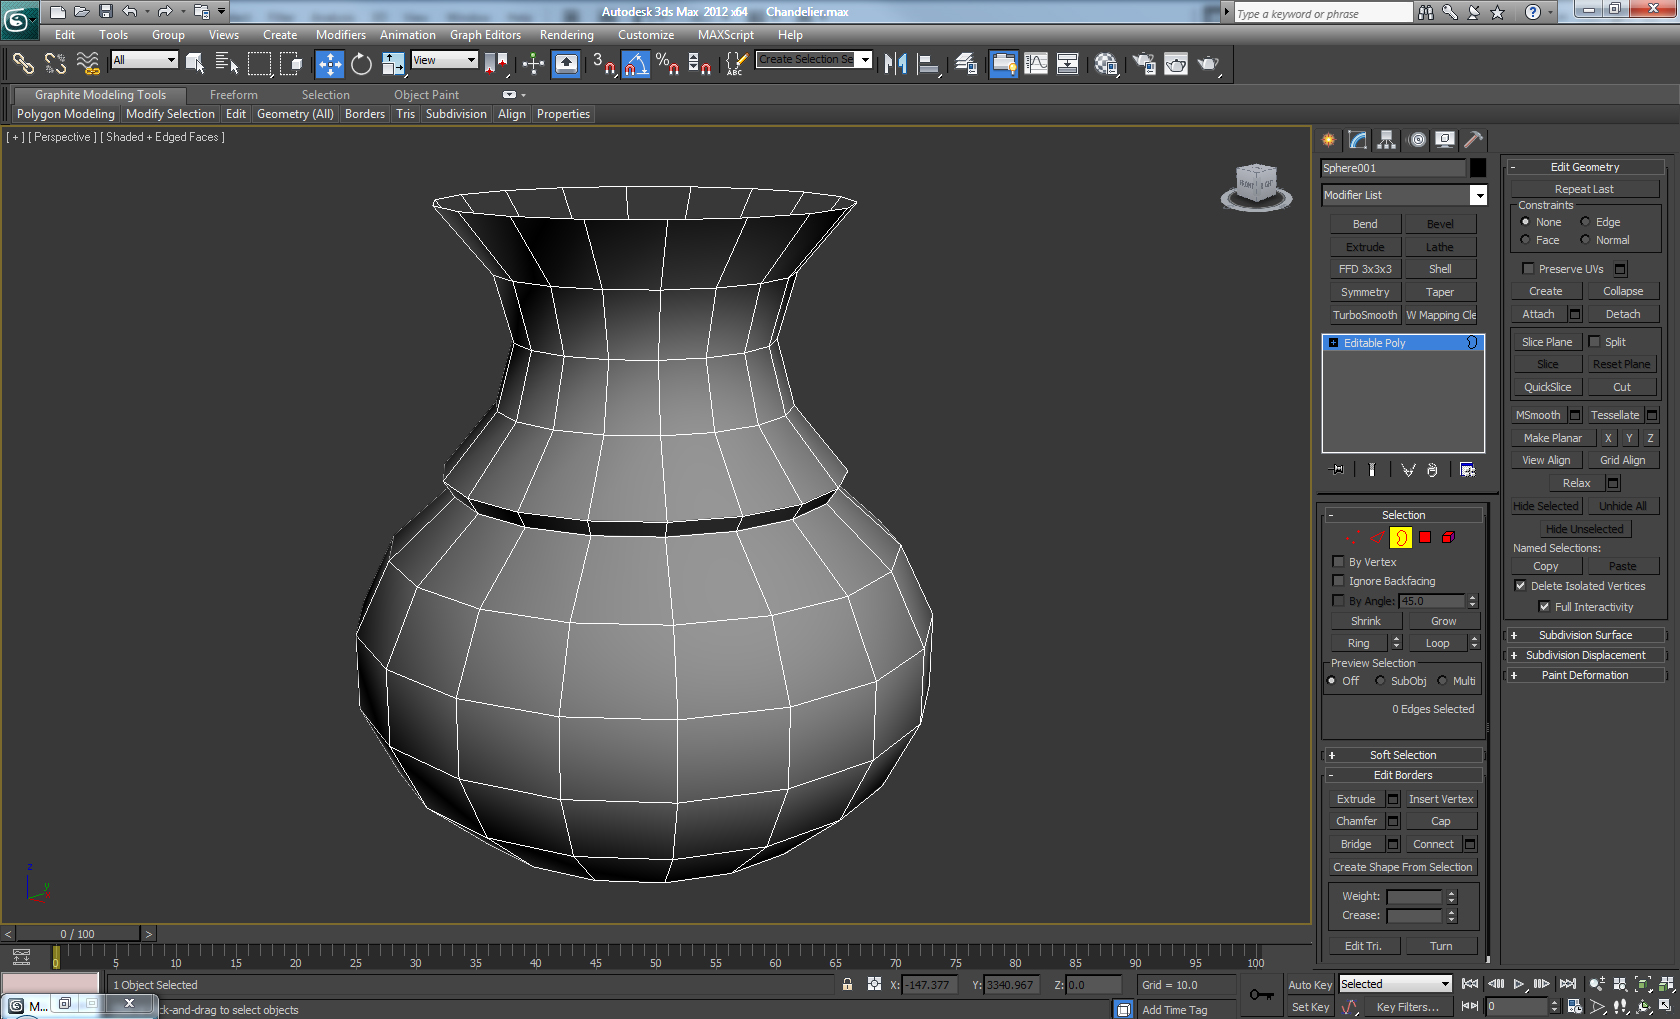 Autodesk 3ds Max 2012 x64 Chandelier.max
Type a keyword or phrase
Edit Tools Group Views Create Modifiers Animation Graph Editors Rendering Customize MAXScript Help
All View 3 % ABC Create Selection Se
Graphite Modeling Tools Freeform Selection Object Paint
Polygon Modeling Modify Selection Edit Geometry (All) Borders Tris Subdivision Align Properties
[ + ] [ Perspective ] [ Shaded + Edged Faces ]
FRONT
Sphere001
Modifier List
Bend Bevel
Extrude Lathe
FFD 3x3x3 Shell
Symmetry Taper
TurboSmooth W Mapping Cle
+ Editable Poly
- Selection
By Vertex
Ignore Backfacing
By Angle: 45.0
Shrink Grow
Ring Loop
Preview Selection
Off SubObj Multi
0 Edges Selected
+ Soft Selection
- Edit Borders
Extrude Insert Vertex
Chamfer Cap
Bridge Connect
Create Shape From Selection
Weight:
Crease:
Edit Tri. Turn
- Edit Geometry
Repeat Last
Constraints
None Edge
Face Normal
Preserve UVs
Create Collapse
Attach Detach
Slice Plane Split
Slice Reset Plane
QuickSlice Cut
MSmooth Tessellate
Make Planar X Y Z
View Align Grid Align
Relax
Hide Selected Unhide All
Hide Unselected
Named Selections:
Copy Paste
Delete Isolated Vertices
Full Interactivity
+ Subdivision Surface
+ Subdivision Displacement
+ Paint Deformation
z
y
x
< 0 / 100 >
0 5 10 15 20 25 30 35 40 45 50 55 60 65 70 75 80 85 90 95 100
1 Object Selected X: -147.377 Y: 3340.967 Z: 0.0 Grid = 10.0 Auto Key Selected
M... ck-and-drag to select objects Add Time Tag Set Key Key Filters... 0